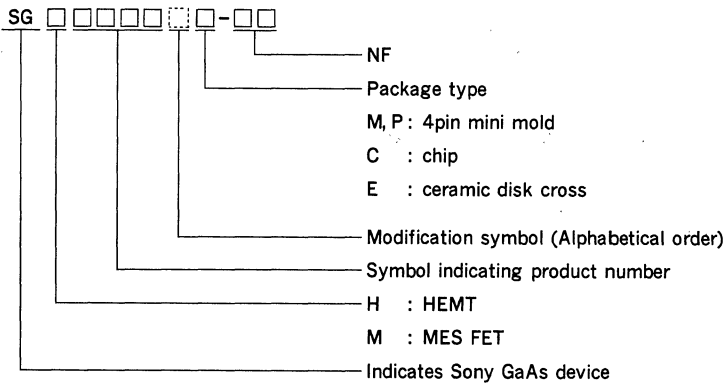 SG □ □□□□ □ □-□□
NF
Package type
M, P : 4pin mini mold
C : chip
E : ceramic disk cross
Modification symbol (Alphabetical order)
Symbol indicating product number
H : HEMT
M : MES FET
Indicates Sony GaAs device